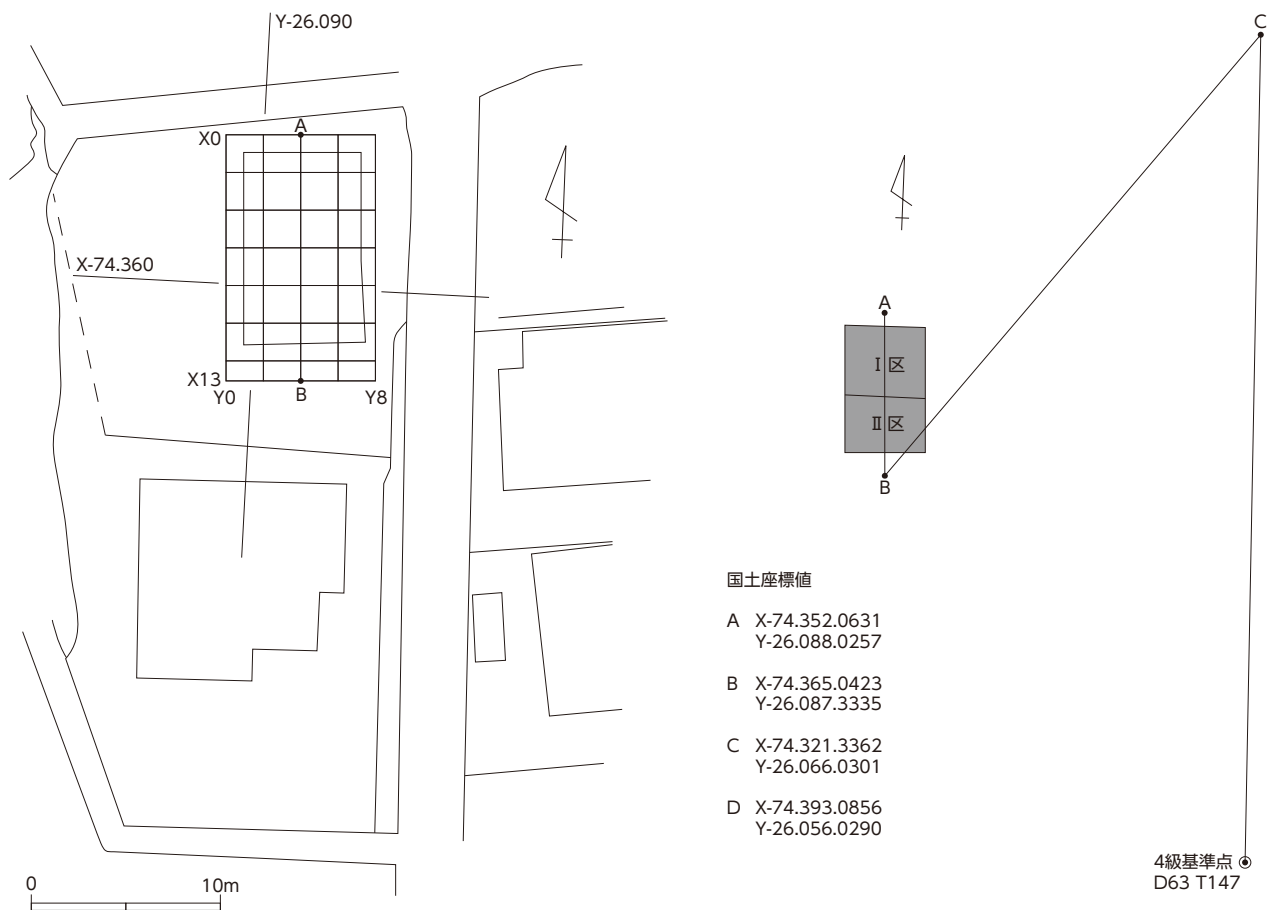 Y-26.090
A
X0
X-74.360
X13
Y0
B
Y8
0
10m
C
A
Ⅰ区
Ⅱ区
B
国土座標値
A X-74.352.0631
Y-26.088.0257
B X-74.365.0423
Y-26.087.3335
C X-74.321.3362
Y-26.066.0301
D X-74.393.0856
Y-26.056.0290
4級基準点
D63 T147